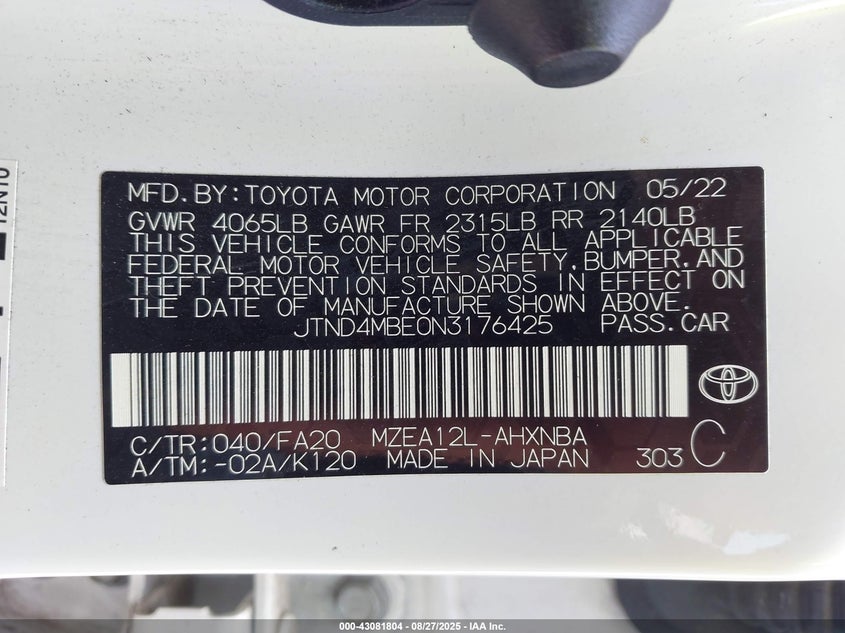 12N10
MFD.BY:TOYOTA MOTOR CORPORATION 05/22
GVWR 4065LB GAWR FR 2315LB RR 2140LB
THIS VEHICLE CONFORMS TO ALL APPLICABLE
FEDERAL MOTOR VEHICLE SAFETY,BUMPER,AND
THEFT PREVENTION STANDARDS IN EFFECT ON
THE DATE OF MANUFACTURE SHOWN ABOVE.
JTND4MBE0N3176425 PASS.CAR
C/TR:040/FA20 MZEA12L-AHXNBA
A/TM:-02A/K120 MADE IN JAPAN 303 C
000-43081804 - 08/27/2025 - IAA Inc.